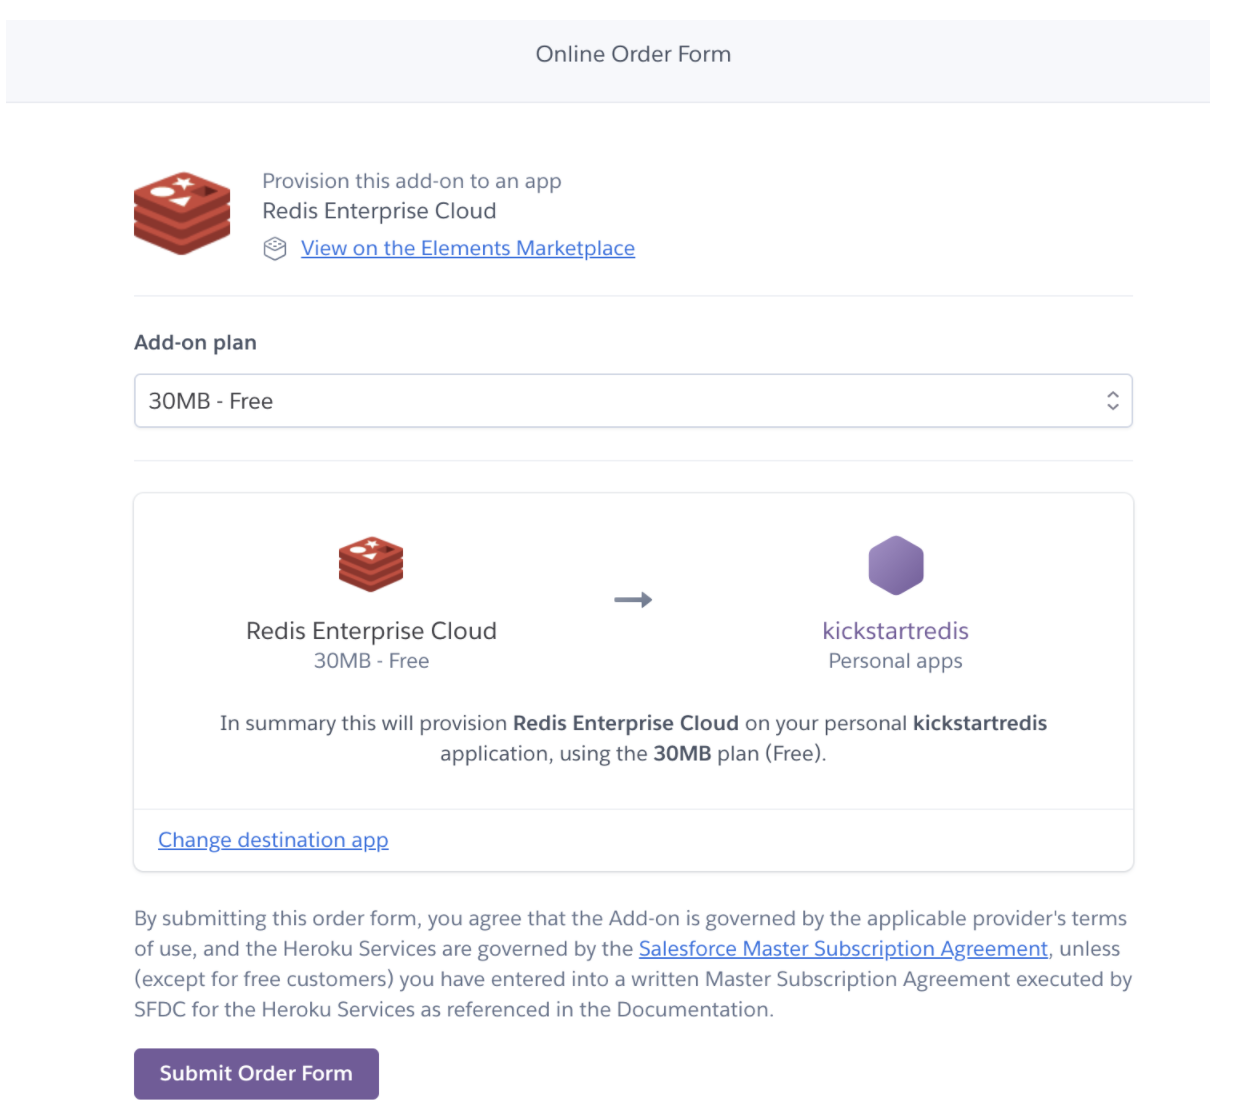 Online Order Form
Provision this add-on to an app
Redis Enterprise Cloud
View on the Elements Marketplace
Add-on plan
30MB - Free
Redis Enterprise Cloud
30MB - Free
kickstartredis
Personal apps
In summary this will provision Redis Enterprise Cloud on your personal kickstartredis
application, using the 30MB plan (Free).
Change destination app
By submitting this order form, you agree that the Add-on is governed by the applicable provider's terms
of use, and the Heroku Services are governed by the Salesforce Master Subscription Agreement, unless
(except for free customers) you have entered into a written Master Subscription Agreement executed by
SFDC for the Heroku Services as referenced in the Documentation.
Submit Order Form